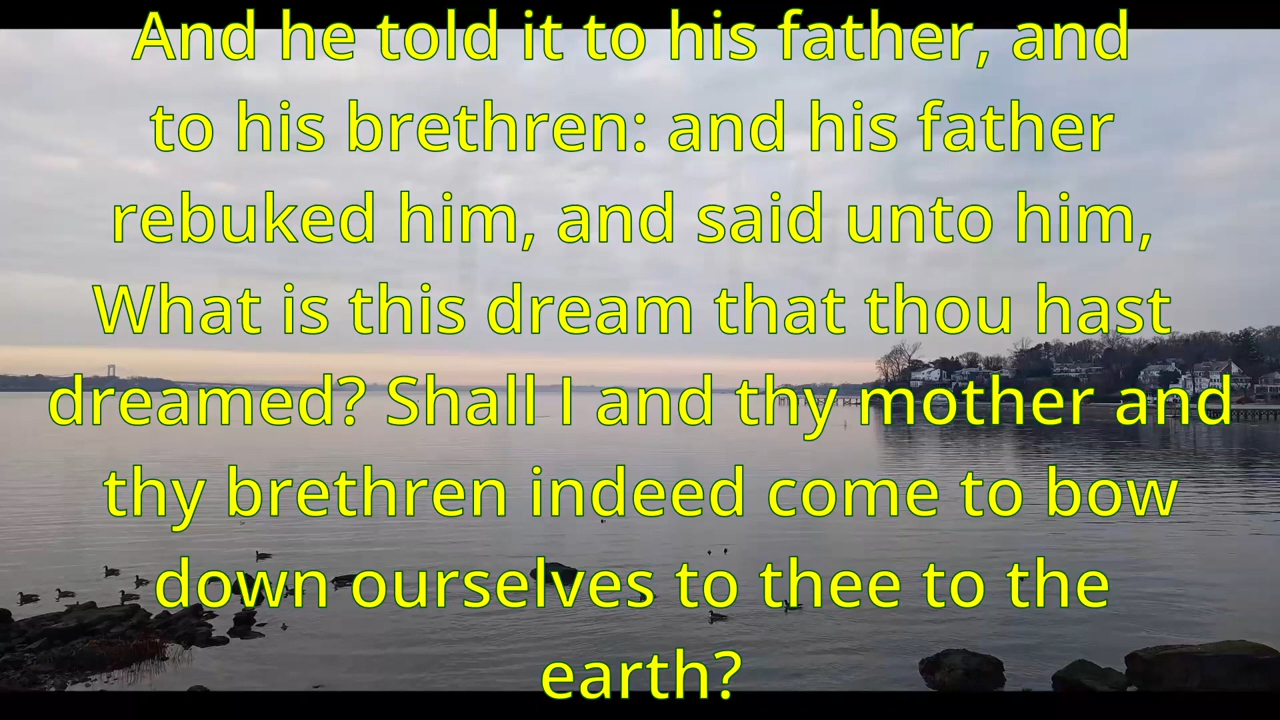 And he told it to his father, and
to his brethren: and his father
rebuked him, and said unto him,
What is this dream that thou hast
dreamed? Shall I and thy mother and
thy brethren indeed come to bow
down ourselves to thee to the
earth?